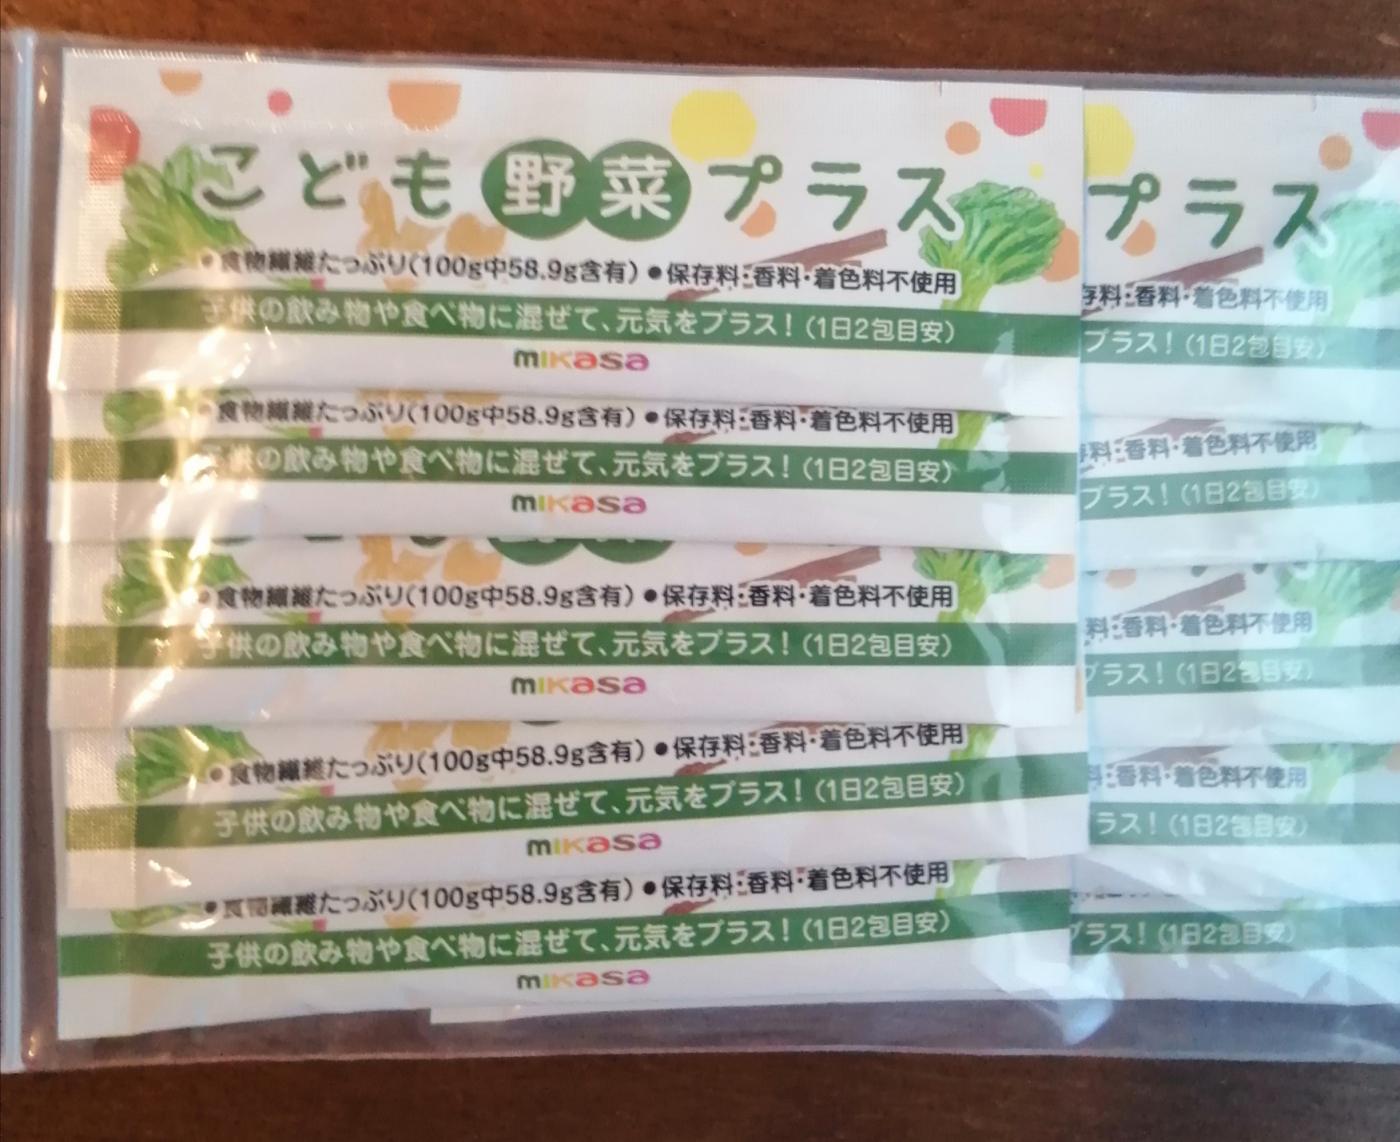 こども野菜プラス
●食物繊維たっぷり(100g中58.9g含有) ●保存料・香料・着色料不使用
子供の飲み物や食べ物に混ぜて、元気をプラス！(1日2包目安)
mikasa
●食物繊維たっぷり(100g中58.9g含有) ●保存料・香料・着色料不使用
子供の飲み物や食べ物に混ぜて、元気をプラス！(1日2包目安)
mikasa
●食物繊維たっぷり(100g中58.9g含有) ●保存料・香料・着色料不使用
子供の飲み物や食べ物に混ぜて、元気をプラス！(1日2包目安)
mikasa
●食物繊維たっぷり(100g中58.9g含有) ●保存料・香料・着色料不使用
子供の飲み物や食べ物に混ぜて、元気をプラス！(1日2包目安)
mikasa
●食物繊維たっぷり(100g中58.9g含有) ●保存料・香料・着色料不使用
子供の飲み物や食べ物に混ぜて、元気をプラス！(1日2包目安)
mikasa
プラス
存料・香料・着色料不使用
プラス！(1日2包目安)
料・香料・着色料不使用
プラス！(1日2包目安)
料・香料・着色料不使用
プラス！(1日2包目安)
香料・着色料不使用
ラス！(1日2包目安)
プラス！(1日2包目安)